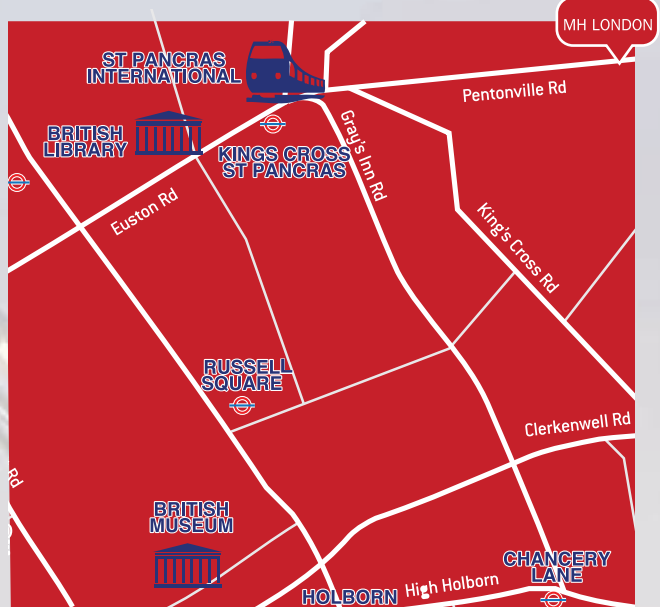 MH LONDON
ST PANCRAS
INTERNATIONAL
Pentonville Rd
BRITISH
LIBRARY
KINGS CROSS
ST PANCRAS
Gray's Inn Rd
Euston Rd
King's Cross Rd
RUSSELL
SQUARE
Clerkenwell Rd
Rd
BRITISH
MUSEUM
CHANCERY
LANE
High Holborn
HOLBORN